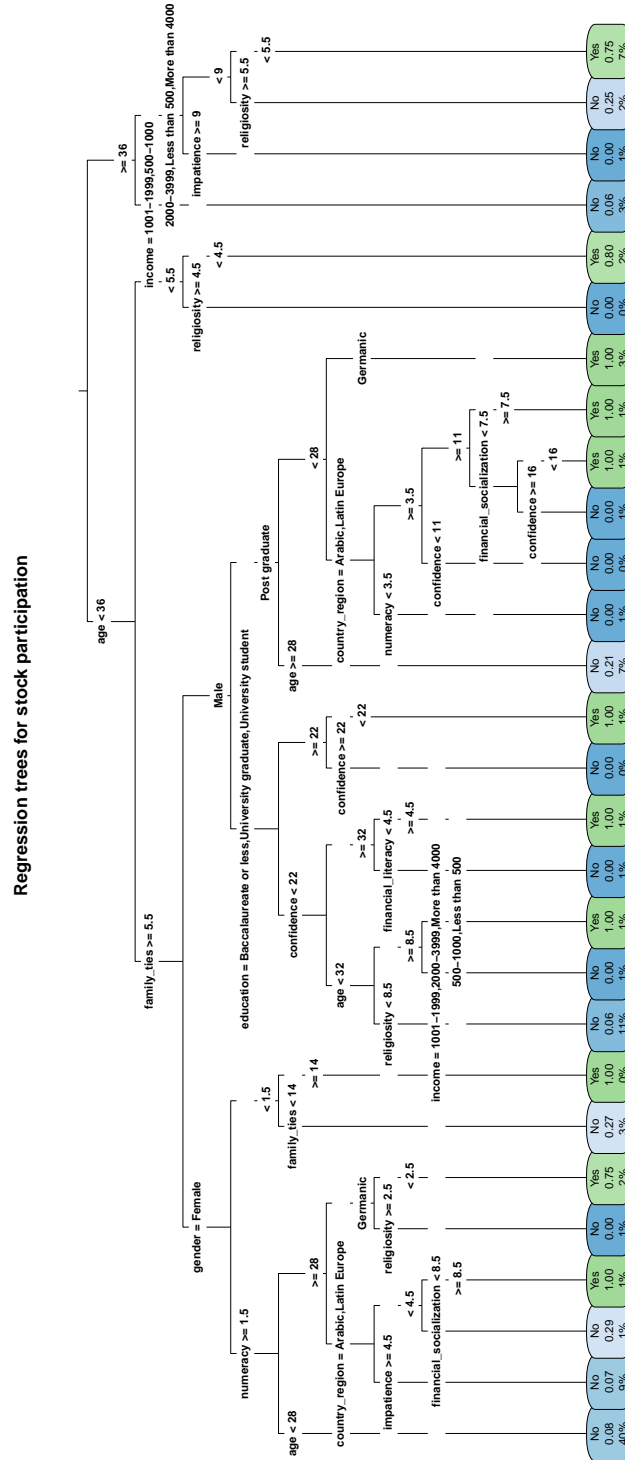 Regression trees for stock participation
age < 36
>= 36
family_ties >= 5.5
income = 1001−1999,500−1000
< 5.5
2000−3999,Less than 500,More than 4000
gender = Female
religiosity >= 4.5
impatience >= 9
Male
< 4.5
< 9
numeracy >= 1.5
education = Baccalaureate or less,University graduate,University student
religiosity >= 5.5
< 1.5
Post graduate
< 5.5
age < 28
family_ties < 14
confidence < 22
age >= 28
>= 28
>= 14
>= 22
< 28
country_region = Arabic,Latin Europe
age < 32
confidence >= 22
country_region = Arabic,Latin Europe
Germanic
>= 32
< 22
Germanic
impatience >= 4.5
religiosity >= 2.5
religiosity < 8.5
financial_literacy < 4.5
numeracy < 3.5
< 4.5
< 2.5
>= 8.5
>= 4.5
>= 3.5
financial_socialization < 8.5
income = 1001−1999,2000−3999,More than 4000
confidence < 11
>= 8.5
500−1000,Less than 500
>= 11
financial_socialization < 7.5
>= 7.5
confidence >= 16
< 16
No
0.08
40%
No
0.07
9%
No
0.29
1%
Yes
1.00
1%
No
0.00
1%
Yes
0.75
2%
No
0.27
3%
Yes
1.00
0%
No
0.06
11%
No
0.00
1%
Yes
1.00
1%
No
0.00
1%
Yes
1.00
1%
No
0.00
0%
Yes
1.00
1%
No
0.21
7%
No
0.00
1%
No
0.00
0%
No
0.00
1%
Yes
1.00
1%
Yes
1.00
1%
Yes
1.00
3%
No
0.00
0%
Yes
0.80
2%
No
0.06
3%
No
0.00
1%
No
0.25
2%
Yes
0.75
7%